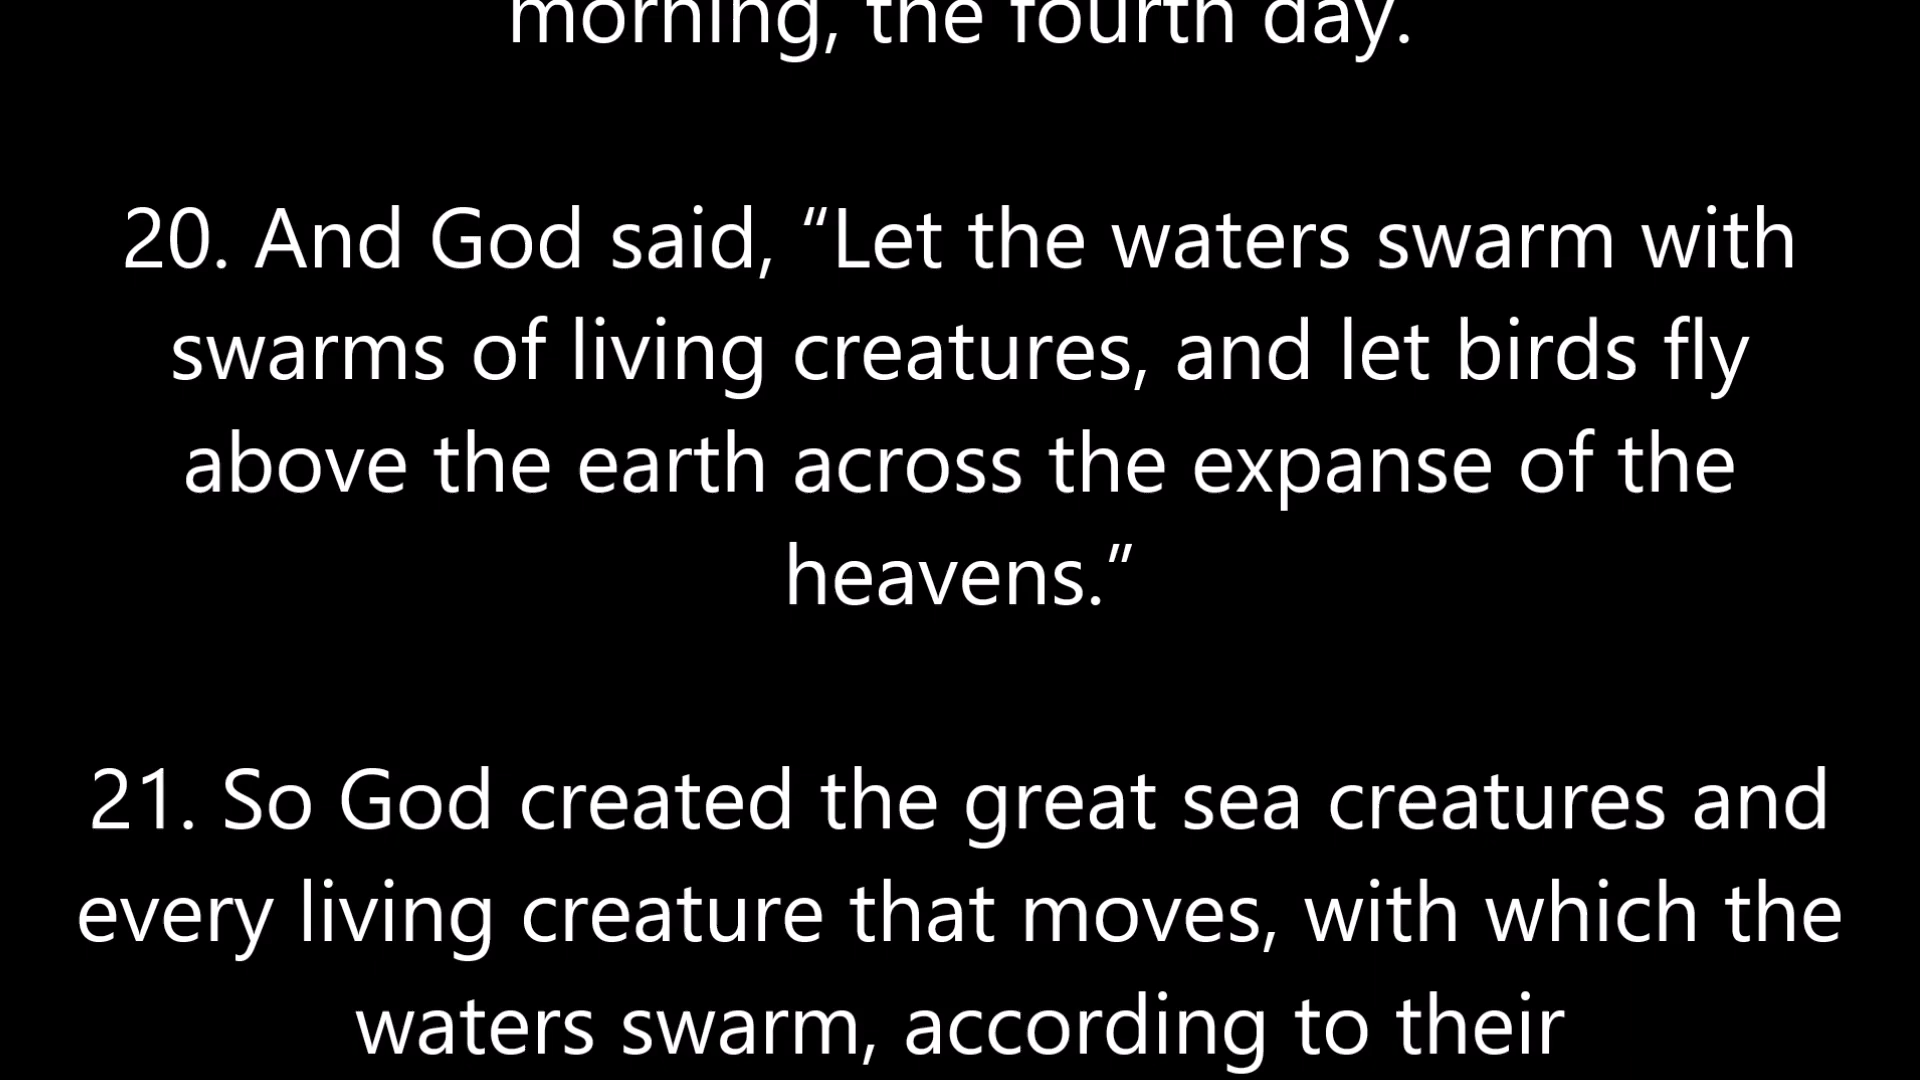 morning, the fourth day.
20. And God said, “Let the waters swarm with
swarms of living creatures, and let birds fly
above the earth across the expanse of the
heavens.”
21. So God created the great sea creatures and
every living creature that moves, with which the
waters swarm, according to their